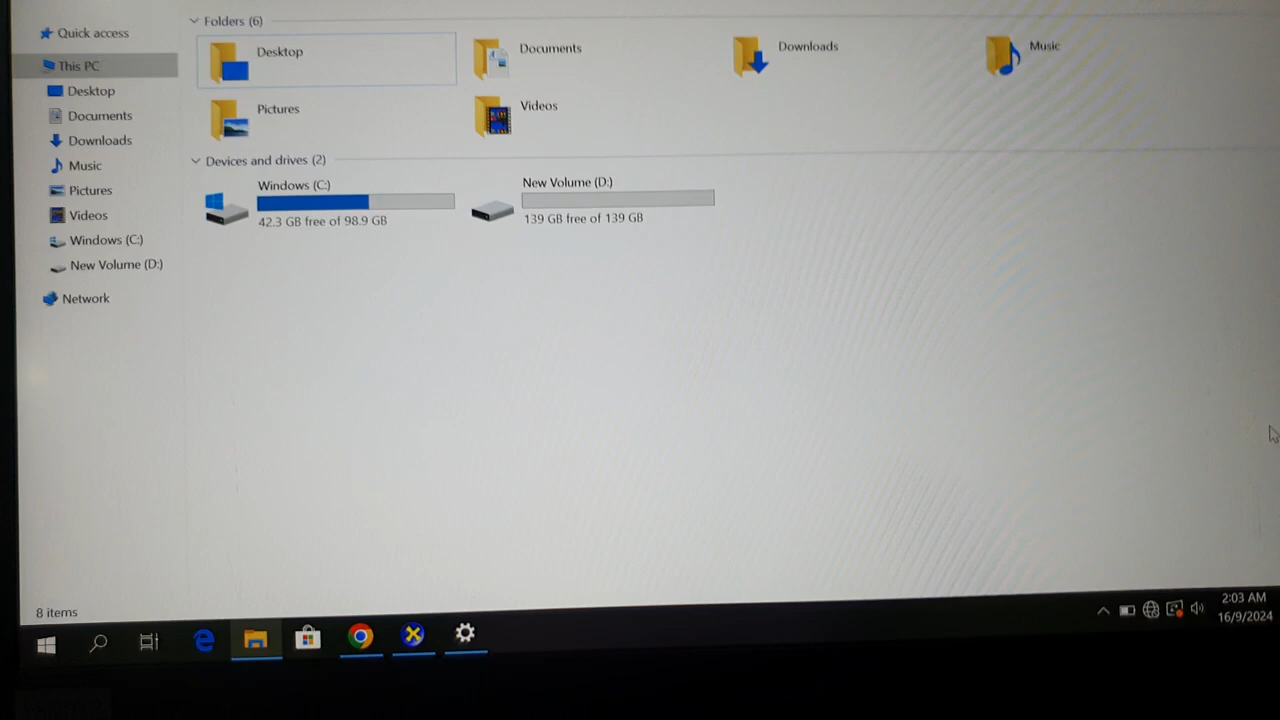 Quick access
This PC
Desktop
Documents
Downloads
Music
Pictures
Videos
Windows (C:)
New Volume (D:)
Network
Folders (6)
Desktop
Documents
Downloads
Music
Pictures
Videos
Devices and drives (2)
Windows (C:)
42.3 GB free of 98.9 GB
New Volume (D:)
139 GB free of 139 GB
8 items
2:03 AM
16/9/2024